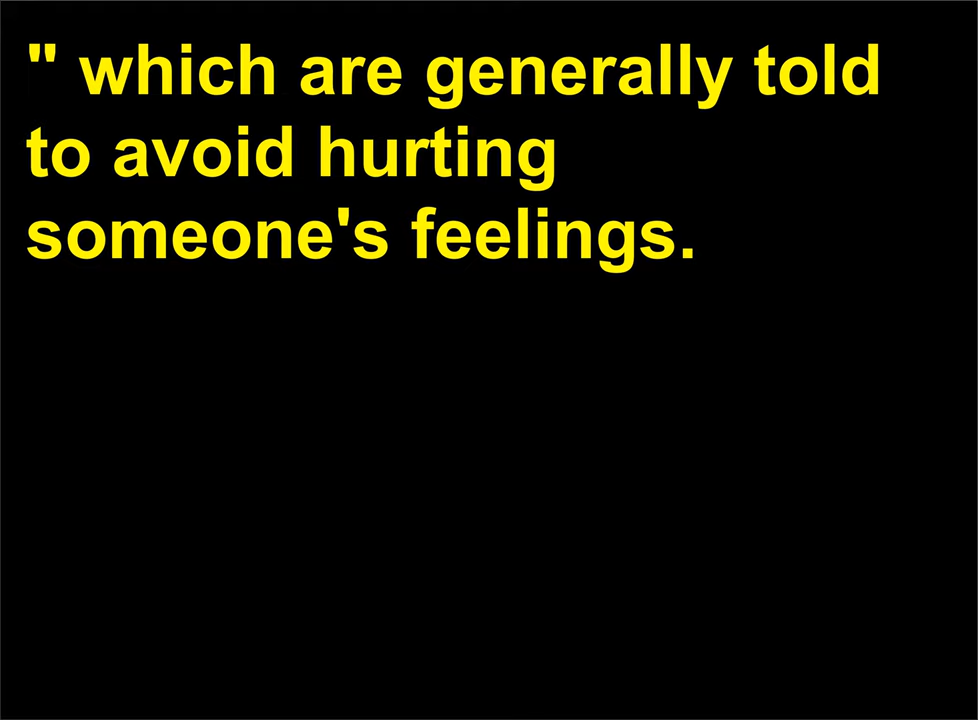 " which are generally told
to avoid hurting
someone's feelings.